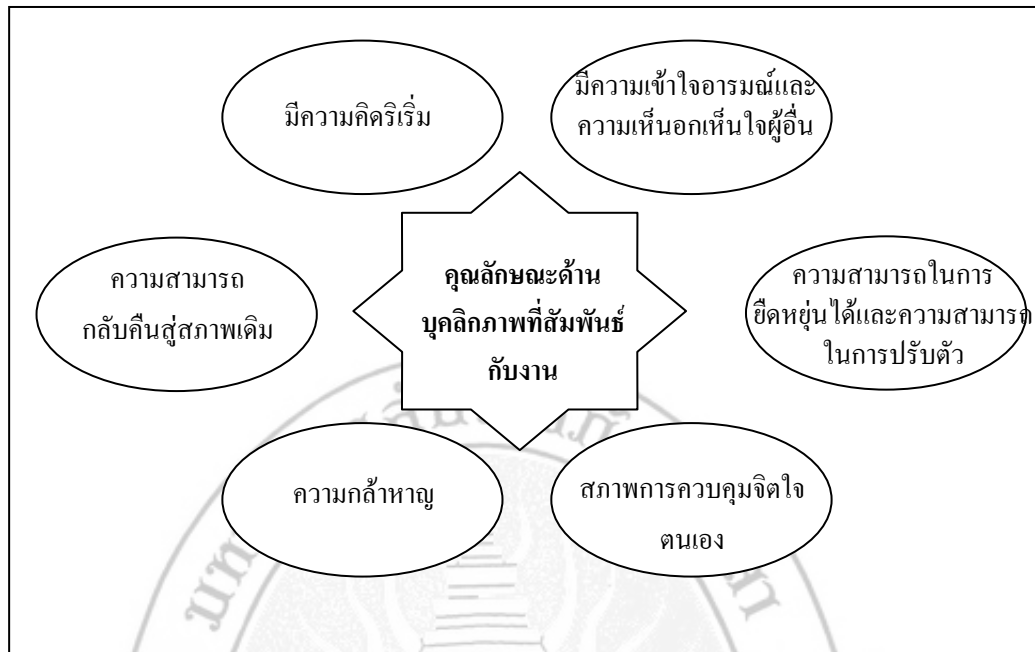 มีความคิดริเริ่ม
มีความเข้าใจอารมณ์และ
ความเห็นอกเห็นใจผู้อื่น
ความสามารถ
กลับคืนสู่สภาพเดิม
คุณลักษณะด้าน
บุคลิกภาพที่สัมพันธ์
กับงาน
ความสามารถในการ
ยืดหยุ่นได้และความสามารถ
ในการปรับตัว
ความกล้าหาญ
สภาพการควบคุมจิตใจ
ตนเอง